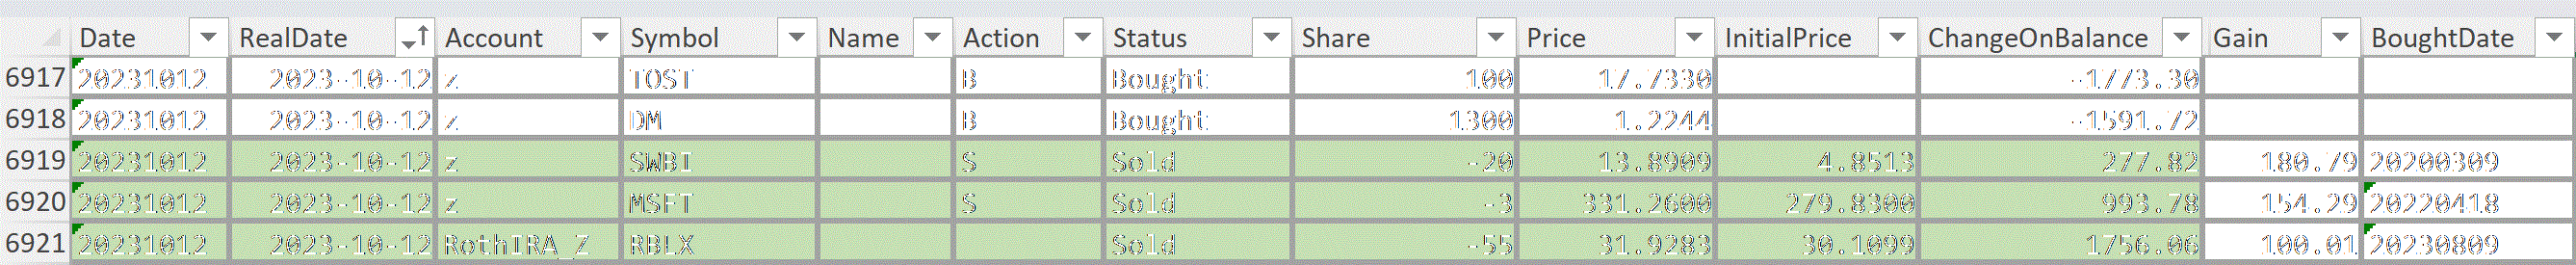 Date RealDate Account Symbol Name Action Status Share Price InitialPrice ChangeOnBalance Gain BoughtDate
6917 20231012 2023-10-12 z TOST B Bought 100 17.7330 -1773.30
6918 20231012 2023-10-12 z DM B Bought 1300 1.2244 -1591.72
6919 20231012 2023-10-12 z SWBI S Sold -20 13.8909 4.8513 277.82 180.79 20200309
6920 20231012 2023-10-12 z MSFT S Sold -3 331.2600 279.8300 993.78 154.29 20220418
6921 20231012 2023-10-12 RothIRA_Z RBLX Sold -55 31.9283 30.1099 1756.06 100.01 20230809